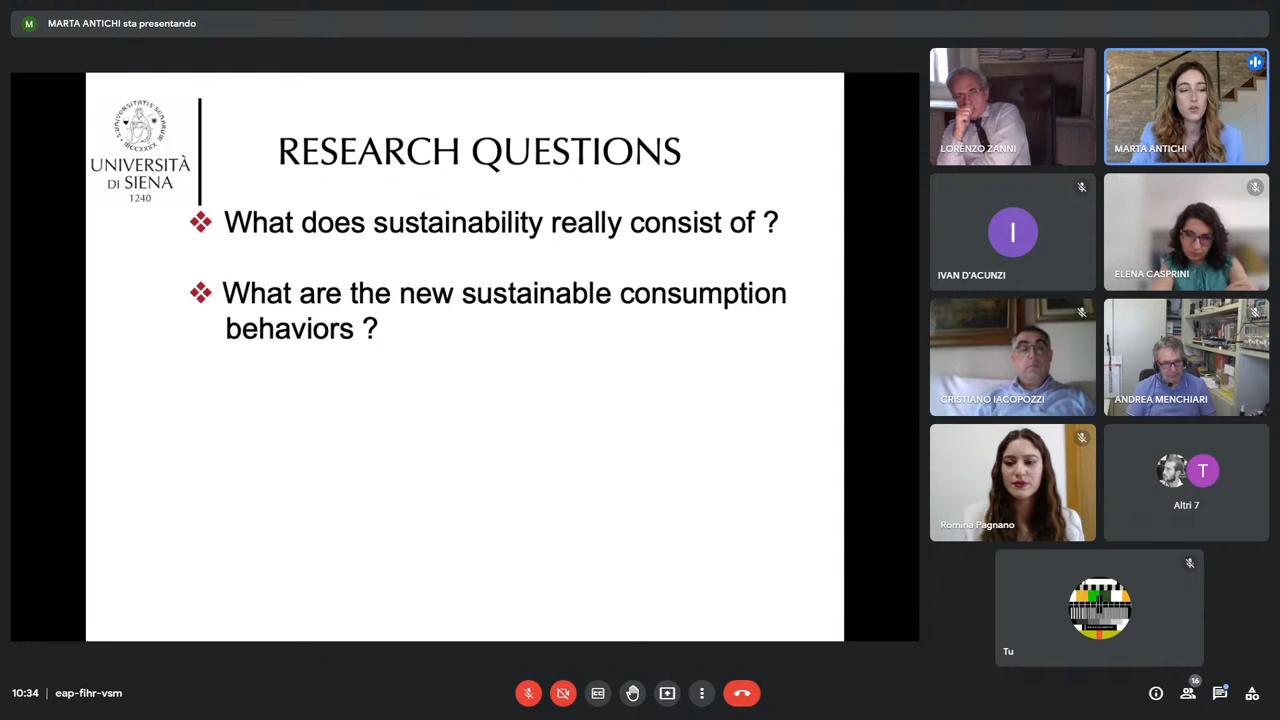 M MARTA ANTICHI sta presentando
UNIVERSITÀ
DI SIENA
1240
RESEARCH QUESTIONS
What does sustainability really consist of ?
What are the new sustainable consumption
behaviors ?
LORENZO ZANNI
MARTA ANTICHI
I
IVAN D'ACUNZI
ELENA CASPRINI
CRISTIANO IACOPOZZI
ANDREA MENCHIARI
Romina Pagnano
T
Altri 7
Tu
10:34 | eap-fihr-vsm
16